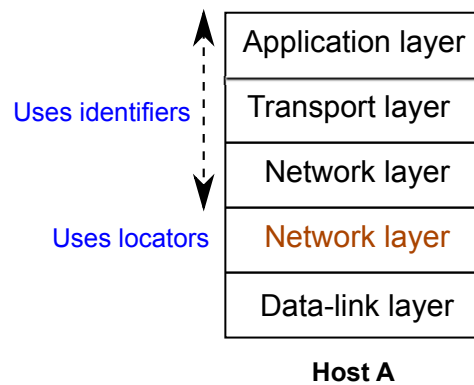 Application layer
Uses identifiers
Transport layer
Network layer
Uses locators
Network layer
Data-link layer
Host A